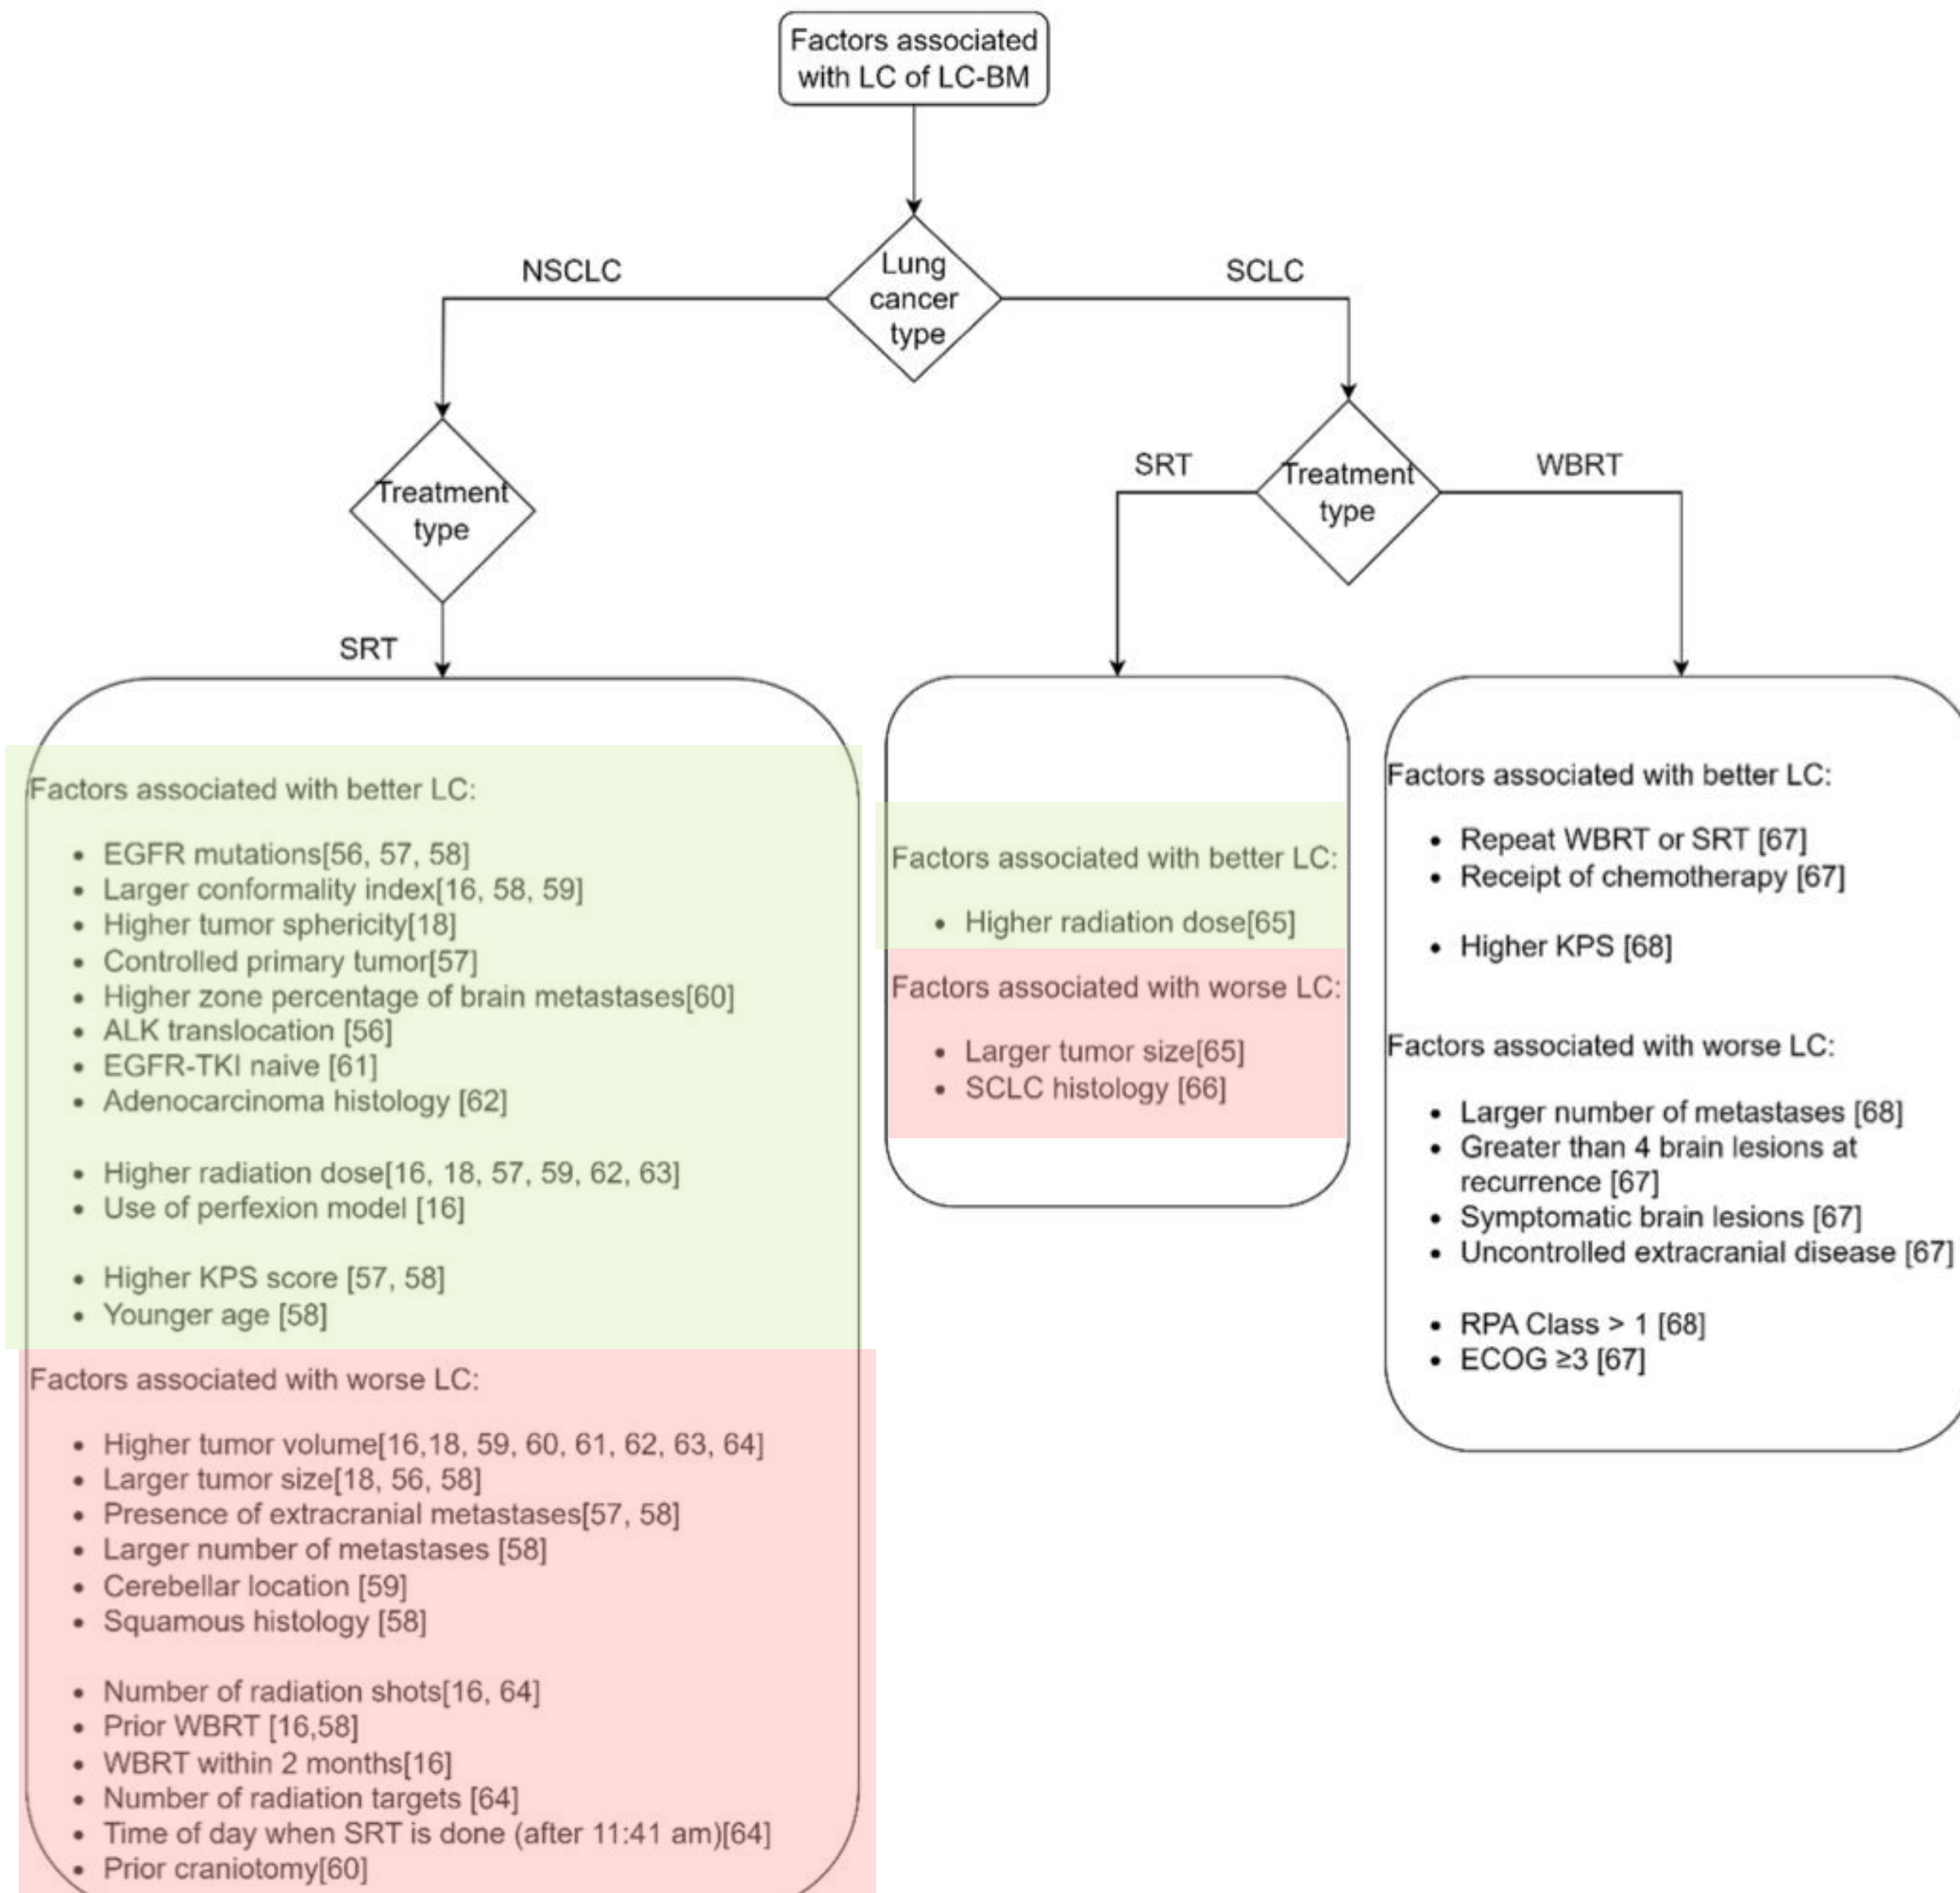 Factors associated
with LC of LC-BM
Lung
cancer
type
NSCLC
SCLC
Treatment
type
SRT
Treatment
type
SRT
WBRT
Factors associated with better LC:
• EGFR mutations[56, 57, 58]
• Larger conformality index[16, 58, 59]
• Higher tumor sphericity[18]
• Controlled primary tumor[57]
• Higher zone percentage of brain metastases[60]
• ALK translocation [56]
• EGFR-TKI naive [61]
• Adenocarcinoma histology [62]
• Higher radiation dose[16, 18, 57, 59, 62, 63]
• Use of perfexion model [16]
• Higher KPS score [57, 58]
• Younger age [58]
Factors associated with worse LC:
• Higher tumor volume[16,18, 59, 60, 61, 62, 63, 64]
• Larger tumor size[18, 56, 58]
• Presence of extracranial metastases[57, 58]
• Larger number of metastases [58]
• Cerebellar location [59]
• Squamous histology [58]
• Number of radiation shots[16, 64]
• Prior WBRT [16,58]
• WBRT within 2 months[16]
• Number of radiation targets [64]
• Time of day when SRT is done (after 11:41 am)[64]
• Prior craniotomy[60]
Factors associated with better LC:
• Higher radiation dose[65]
Factors associated with worse LC:
• Larger tumor size[65]
• SCLC histology [66]
Factors associated with better LC:
• Repeat WBRT or SRT [67]
• Receipt of chemotherapy [67]
• Higher KPS [68]
Factors associated with worse LC:
• Larger number of metastases [68]
• Greater than 4 brain lesions at
recurrence [67]
• Symptomatic brain lesions [67]
• Uncontrolled extracranial disease [67]
• RPA Class > 1 [68]
• ECOG ≥3 [67]